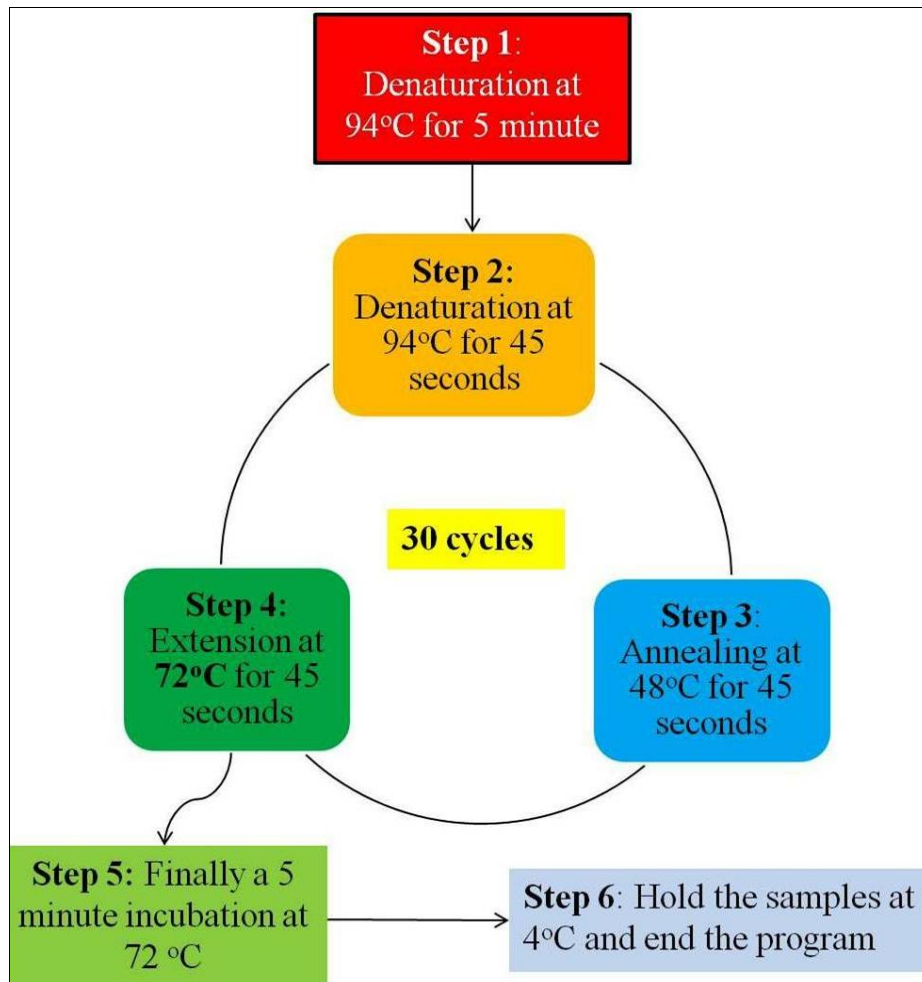 Step 1:
Denaturation at
94°C for 5 minute
Step 2:
Denaturation at
94°C for 45
seconds
30 cycles
Step 4:
Extension at
72°C for 45
seconds
Step 3:
Annealing at
48°C for 45
seconds
Step 5: Finally a 5
minute incubation at
72 °C
Step 6: Hold the samples at
4°C and end the program